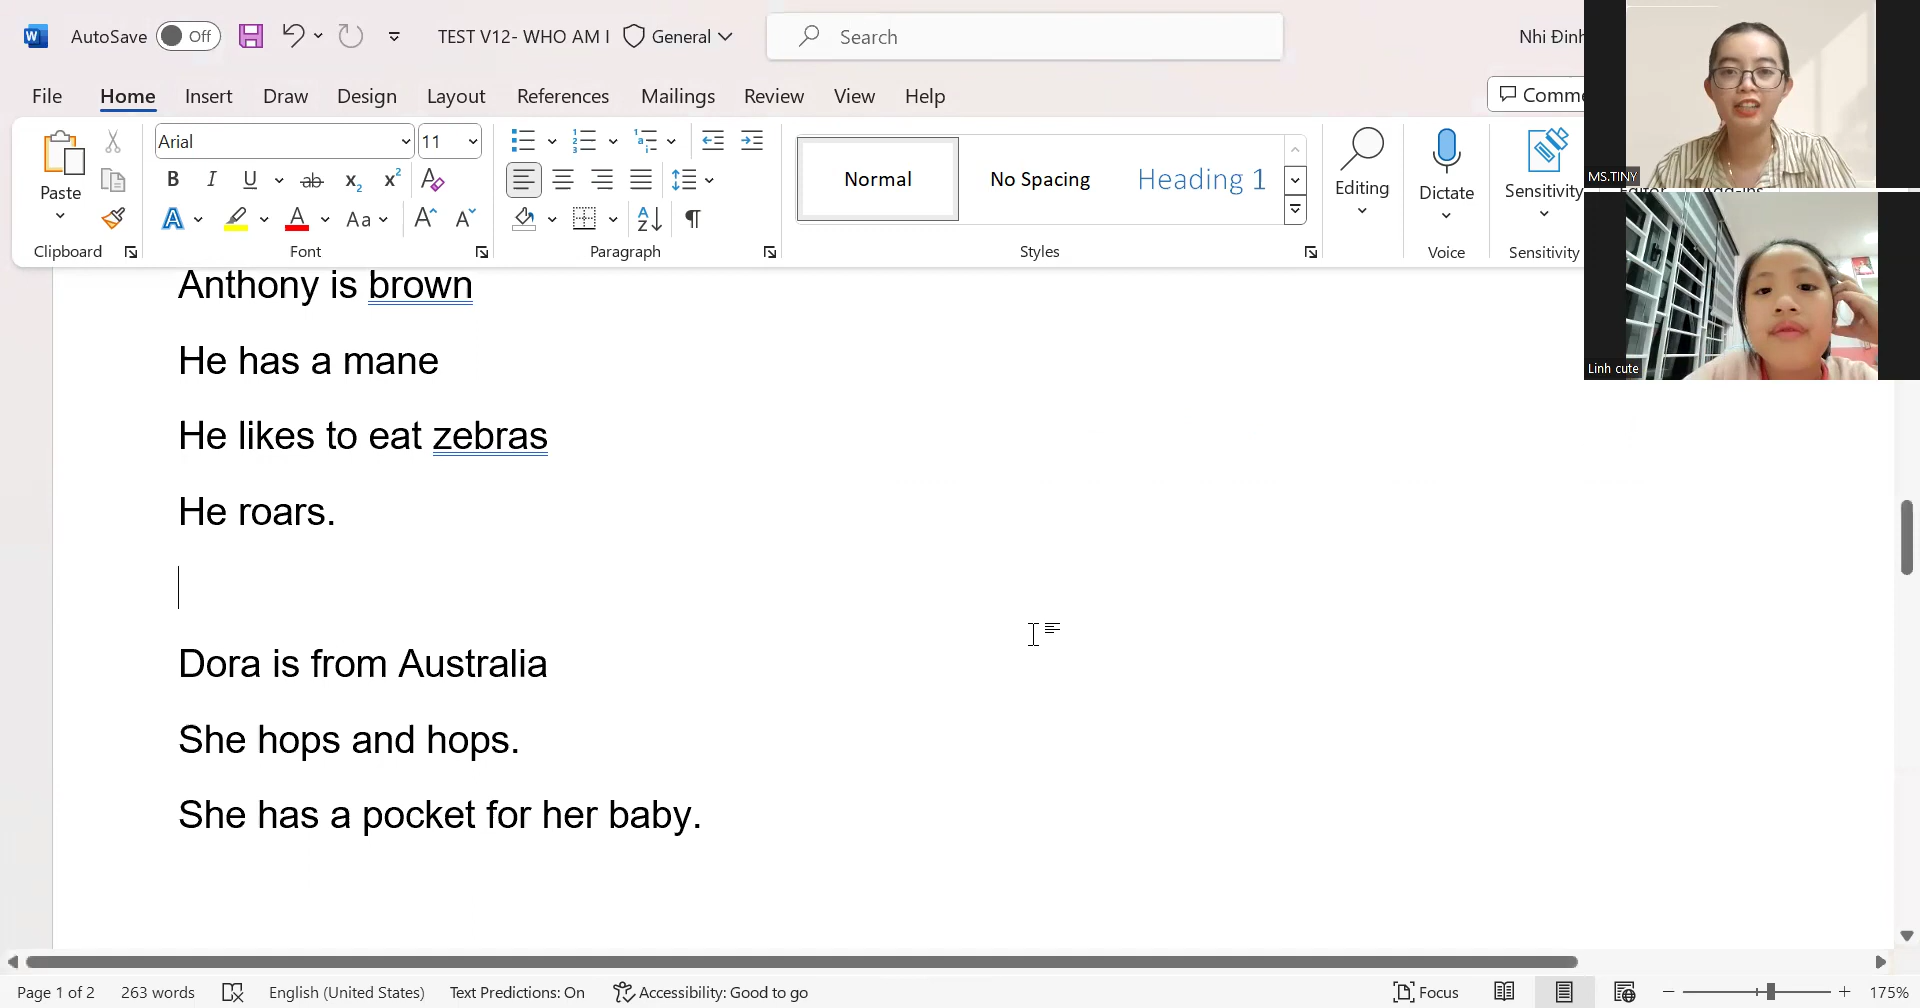 AutoSave Off TEST V12- WHO AM I General Search Nhi Đinh
File Home Insert Draw Design Layout References Mailings Review View Help Comme
Paste Arial 11 Normal No Spacing Heading 1 Editing Dictate Sensitivity
Clipboard Font Paragraph Styles Voice Sensitivity
MS.TINY
Linh cute
Anthony is brown
He has a mane
He likes to eat zebras
He roars.
Dora is from Australia
She hops and hops.
She has a pocket for her baby.
Page 1 of 2 263 words English (United States) Text Predictions: On Accessibility: Good to go Focus 175%